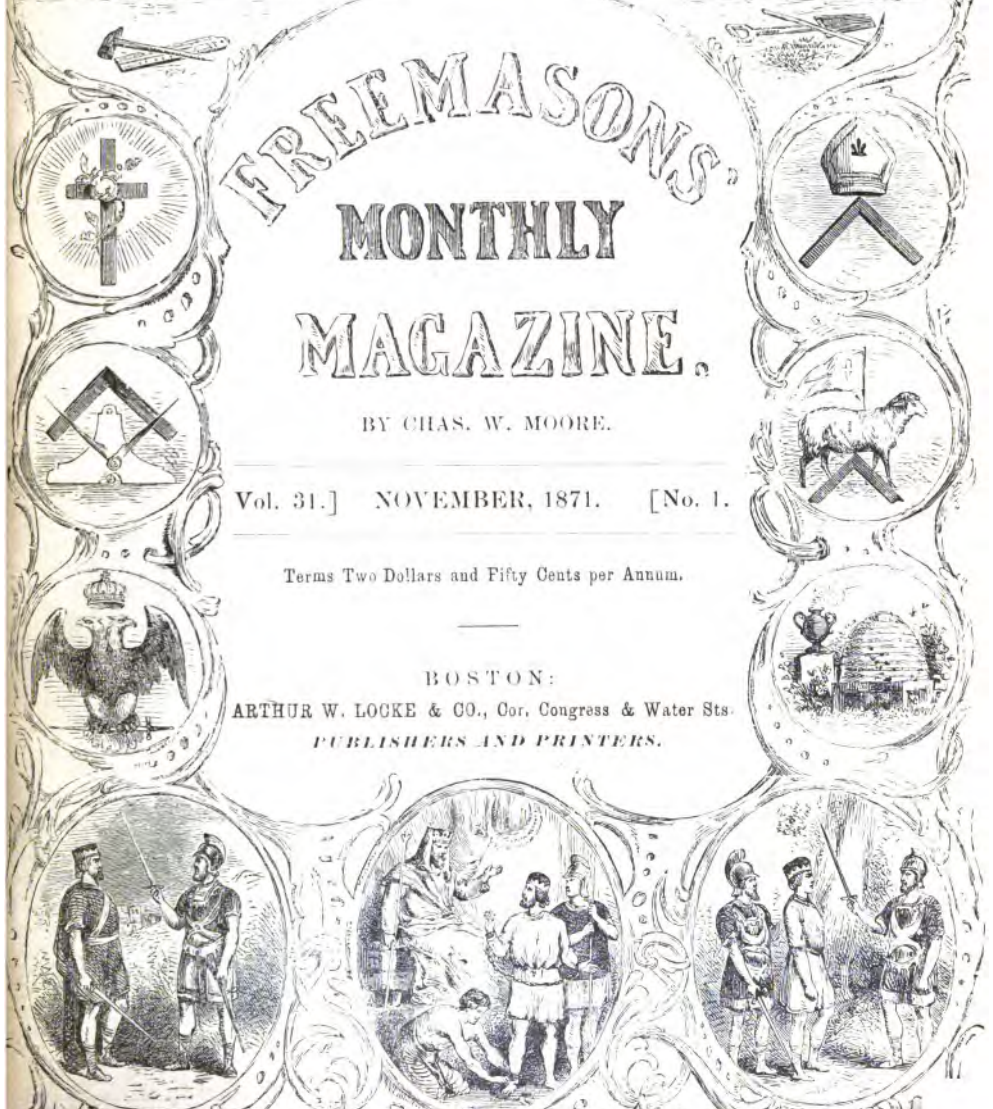 FREEMASONS'
MONTHLY
MAGAZINE.
BY CHAS. W. MOORE.
Vol. 31.] NOVEMBER, 1871. [No. 1.
Terms Two Dollars and Fifty Cents per Annum.
BOSTON:
ARTHUR W. LOCKE & CO., Cor. Congress & Water Sts.
PUBLISHERS AND PRINTERS.